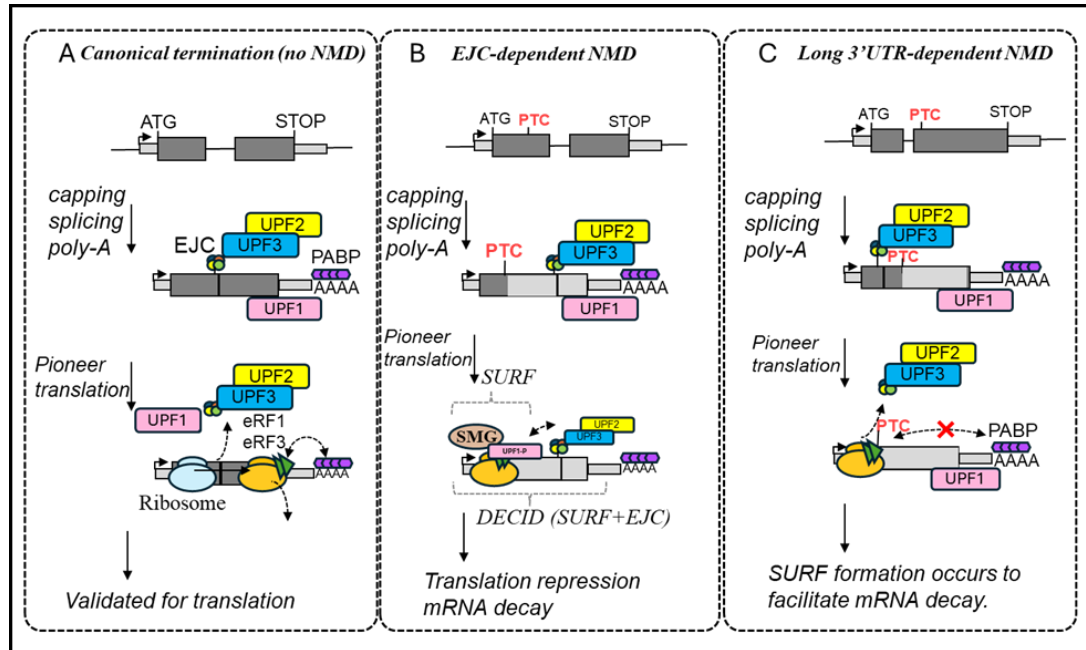 A Canonical termination (no NMD)
ATG
STOP
capping
splicing
poly-A
UPF2
UPF3
EJC
PABP
AAAA
UPF1
Pioneer
translation
UPF2
UPF3
UPF1
eRF1
eRF3
AAAA
Ribosome
Validated for translation
B EJC-dependent NMD
ATG
PTC
STOP
capping
splicing
poly-A
UPF2
UPF3
PTC
AAAA
UPF1
Pioneer
translation
SURF
SMG
UPF1-P
UPF2
UPF3
AAAA
DECID (SURF+EJC)
Translation repression
mRNA decay
C Long 3'UTR-dependent NMD
ATG
PTC
STOP
capping
splicing
poly-A
UPF2
UPF3
PTC
AAAA
UPF1
Pioneer
translation
UPF2
UPF3
PTC
PABP
AAAA
UPF1
SURF formation occurs to
facilitate mRNA decay.